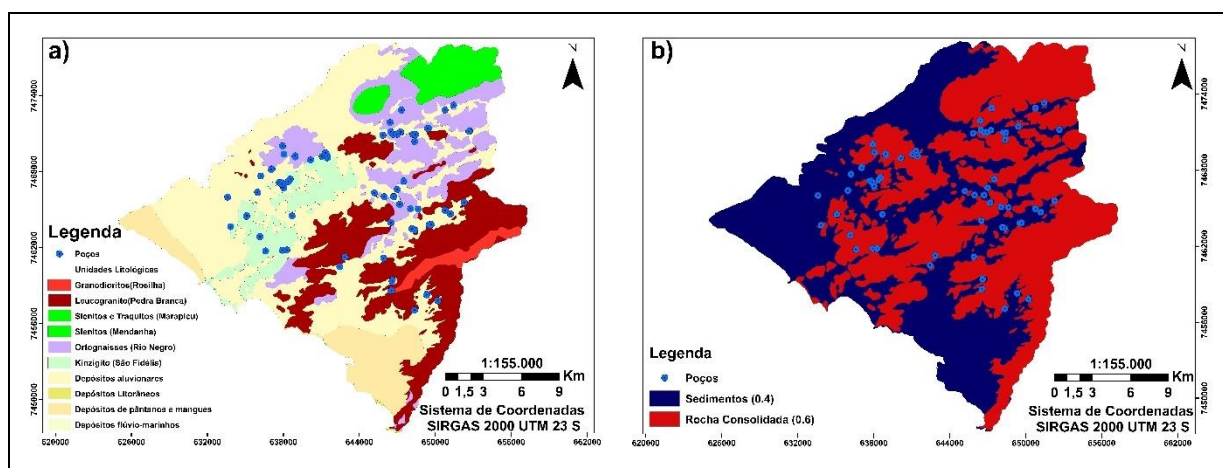 a)
7474000
7468000
7462000
7456000
7450000
Legenda
Poços
Unidades Litológicas
Granodioritos(Rosilha)
Loucogranito(Pedra Branca)
Sienitos e Traquitos (Marapicu)
Sienitos (Mendanha)
Ortognaisses (Rio Negro)
Kinzigito (São Fidélis)
Depósitos aluvionares
Depósitos Litorâneos
Depósitos de pântanos e mangues
Depósitos flúvio-marinhos
1:155.000
0 1,5 3 6 9 Km
Sistema de Coordenadas
SIRGAS 2000 UTM 23 S
620000 626000 632000 638000 644000 650000 656000 662000
b)
7474000
7468000
7462000
7456000
7450000
Legenda
Poços
Sedimentos (0.4)
Rocha Consolidada (0.6)
1:155.000
0 1,5 3 6 9 Km
Sistema de Coordenadas
SIRGAS 2000 UTM 23 S
620000 626000 632000 638000 644000 650000 656000 662000